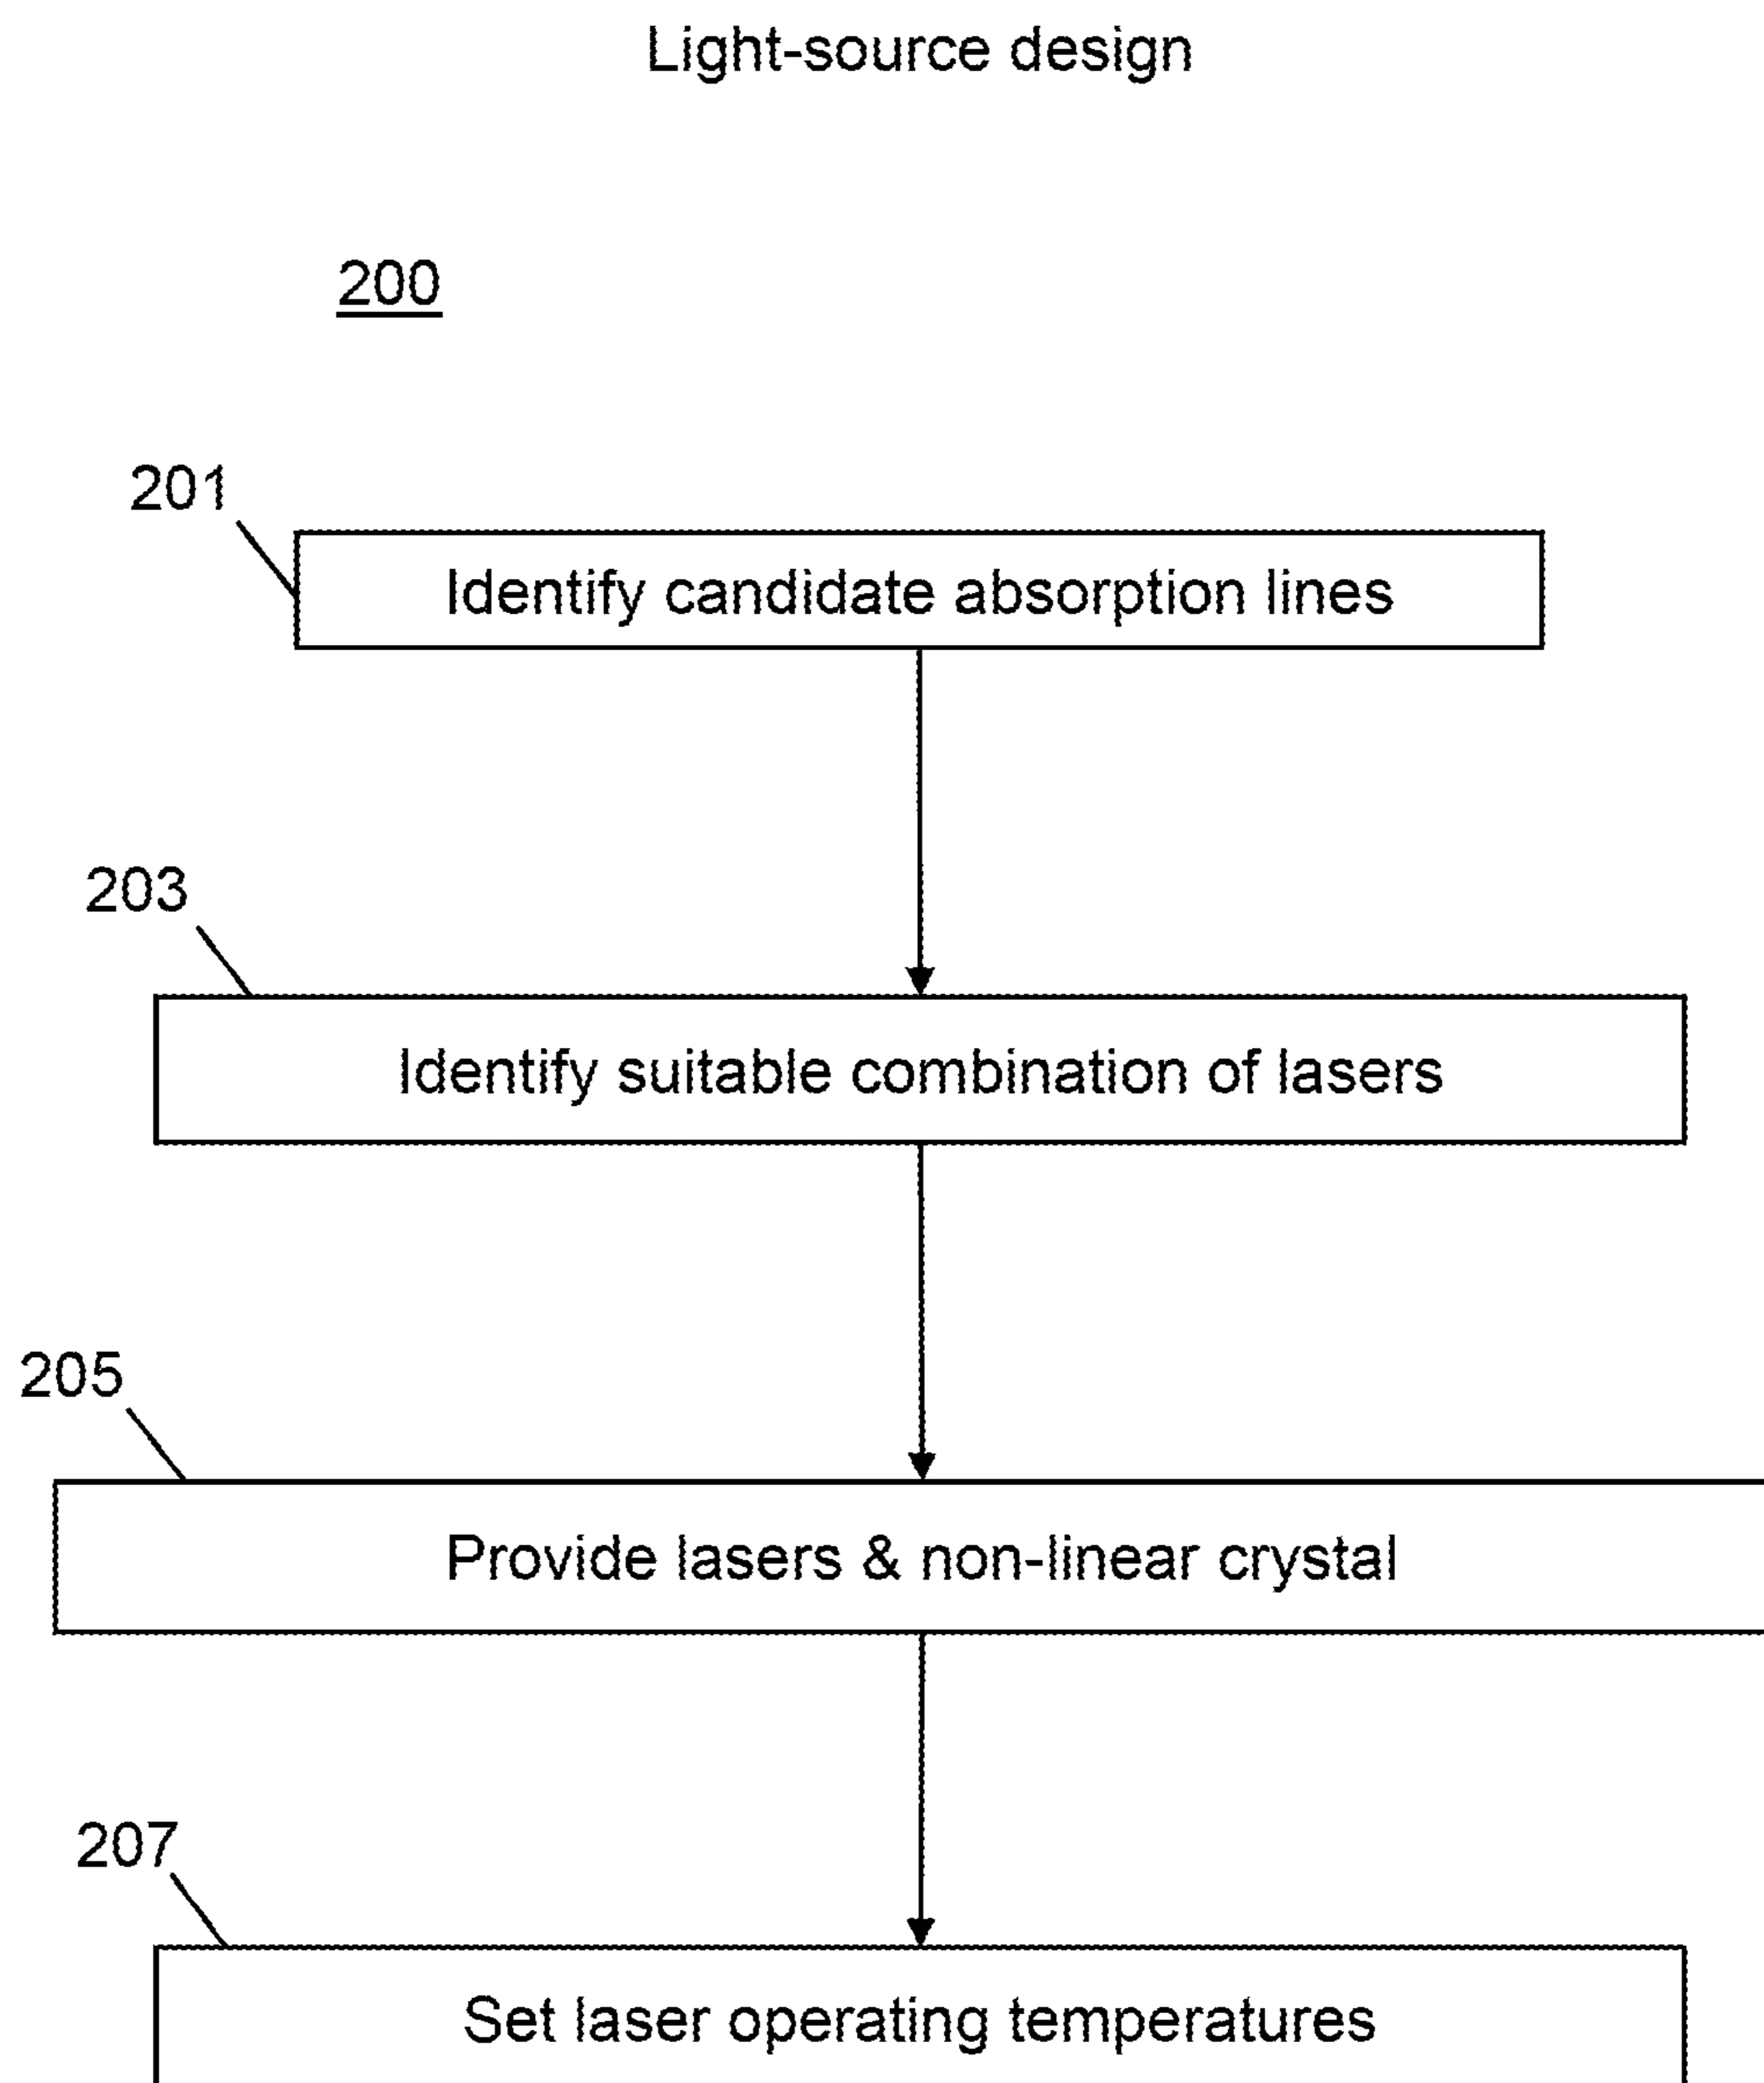 Light-source design
200
201
Identify candidate absorption lines
203
Identify suitable combination of lasers
205
Provide lasers & non-linear crystal
207
Set laser operating temperatures